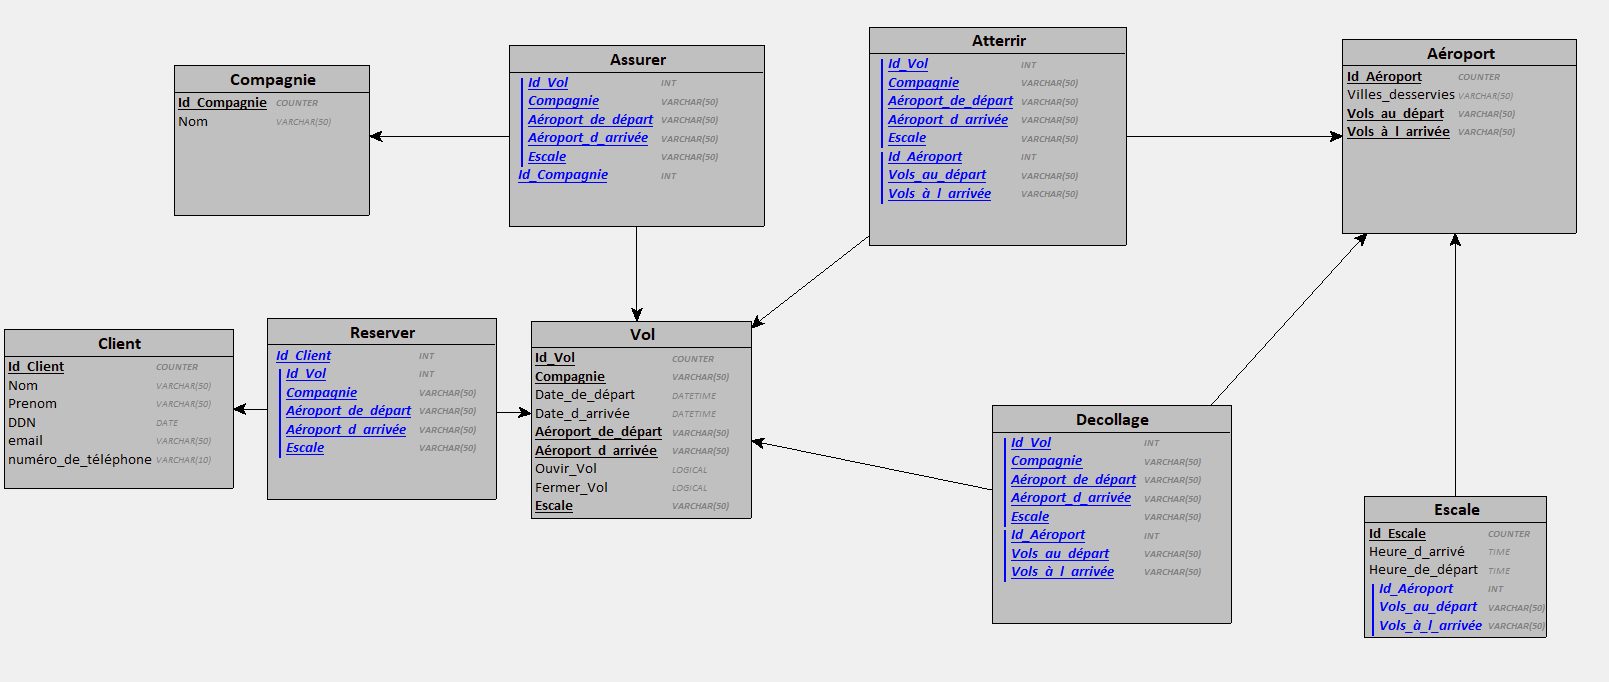 Compagnie
Id_Compagnie COUNTER
Nom VARCHAR(50)
Assurer
Id_Vol INT
Compagnie VARCHAR(50)
Aéroport_de_départ VARCHAR(50)
Aéroport_d_arrivée VARCHAR(50)
Escale VARCHAR(50)
Id_Compagnie INT
Atterrir
Id_Vol INT
Compagnie VARCHAR(50)
Aéroport_de_départ VARCHAR(50)
Aéroport_d_arrivée VARCHAR(50)
Escale VARCHAR(50)
Id_Aéroport INT
Vols_au_départ VARCHAR(50)
Vols_à_l_arrivée VARCHAR(50)
Aéroport
Id_Aéroport COUNTER
Villes_desservies VARCHAR(50)
Vols_au_départ VARCHAR(50)
Vols_à_l_arrivée VARCHAR(50)
Client
Id_Client COUNTER
Nom VARCHAR(50)
Prenom VARCHAR(50)
DDN DATE
email VARCHAR(50)
numéro_de_téléphone VARCHAR(10)
Reserver
Id_Client INT
Id_Vol INT
Compagnie VARCHAR(50)
Aéroport_de_départ VARCHAR(50)
Aéroport_d_arrivée VARCHAR(50)
Escale VARCHAR(50)
Vol
Id_Vol COUNTER
Compagnie VARCHAR(50)
Date_de_départ DATETIME
Date_d_arrivée DATETIME
Aéroport_de_départ VARCHAR(50)
Aéroport_d_arrivée VARCHAR(50)
Ouvir_Vol LOGICAL
Fermer_Vol LOGICAL
Escale VARCHAR(50)
Decollage
Id_Vol INT
Compagnie VARCHAR(50)
Aéroport_de_départ VARCHAR(50)
Aéroport_d_arrivée VARCHAR(50)
Escale VARCHAR(50)
Id_Aéroport INT
Vols_au_départ VARCHAR(50)
Vols_à_l_arrivée VARCHAR(50)
Escale
Id_Escale COUNTER
Heure_d_arrivé TIME
Heure_de_départ TIME
Id_Aéroport INT
Vols_au_départ VARCHAR(50)
Vols_à_l_arrivée VARCHAR(50)